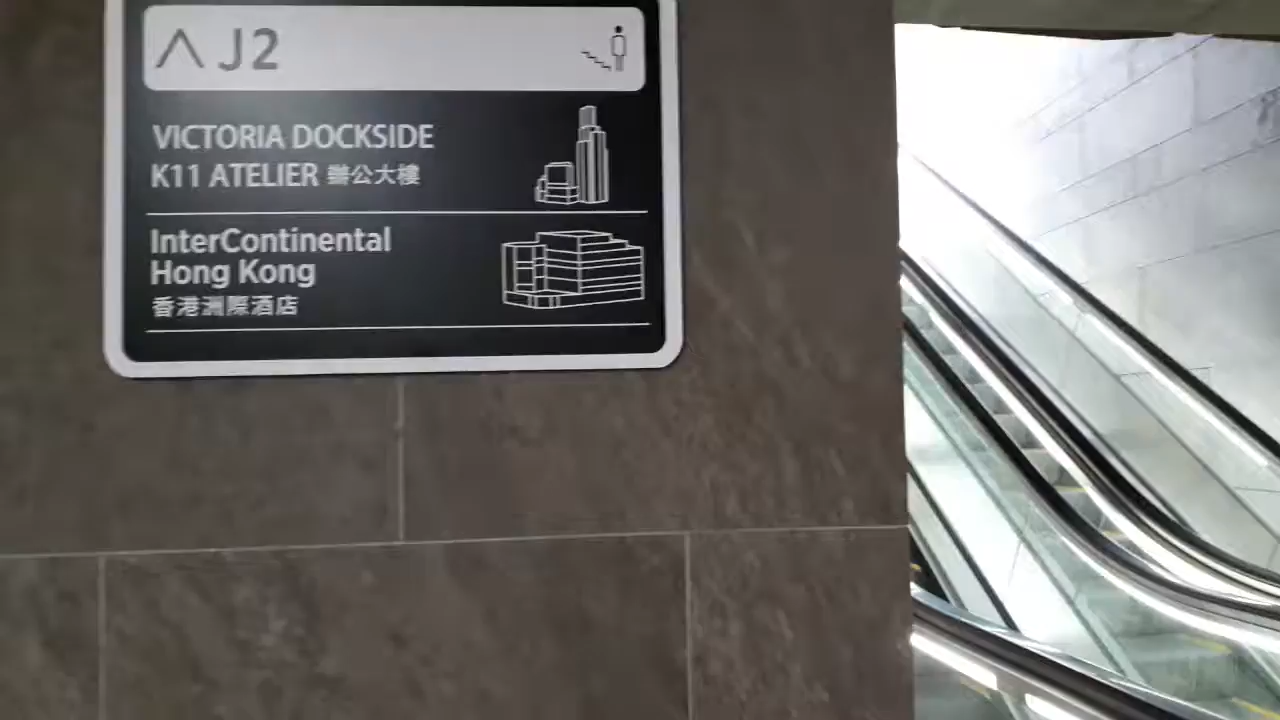 J2
VICTORIA DOCKSIDE
K11 ATELIER 辦公大樓
InterContinental
Hong Kong
香港洲際酒店